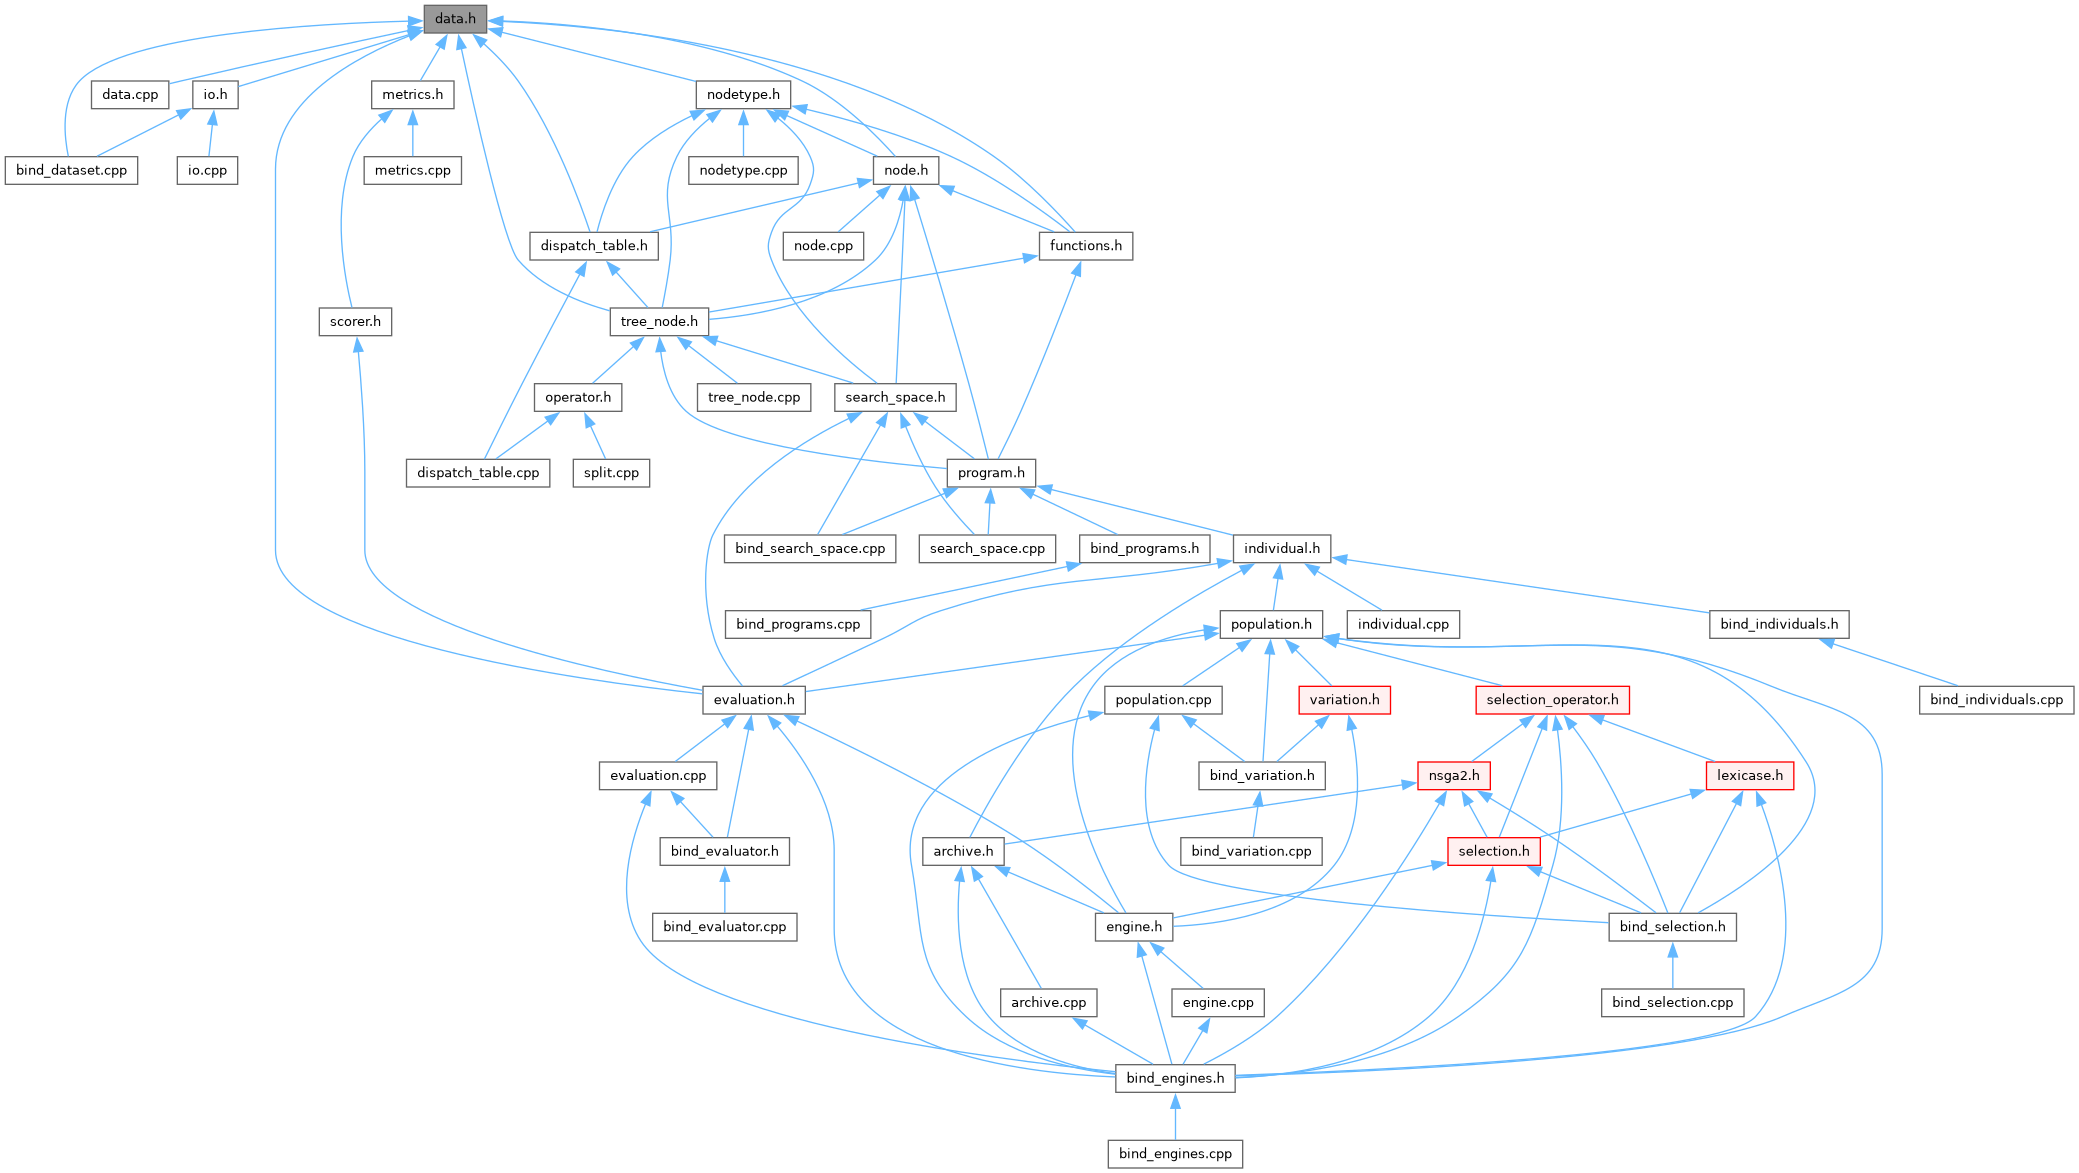 data.h
data.cpp
io.h
metrics.h
nodetype.h
bind_dataset.cpp
io.cpp
metrics.cpp
nodetype.cpp
node.h
dispatch_table.h
node.cpp
functions.h
scorer.h
tree_node.h
operator.h
tree_node.cpp
search_space.h
dispatch_table.cpp
split.cpp
program.h
bind_search_space.cpp
search_space.cpp
bind_programs.h
individual.h
bind_programs.cpp
population.h
individual.cpp
bind_individuals.h
evaluation.h
population.cpp
variation.h
selection_operator.h
bind_individuals.cpp
evaluation.cpp
bind_variation.h
nsga2.h
lexicase.h
bind_evaluator.h
archive.h
bind_variation.cpp
selection.h
bind_evaluator.cpp
engine.h
bind_selection.h
archive.cpp
engine.cpp
bind_selection.cpp
bind_engines.h
bind_engines.cpp